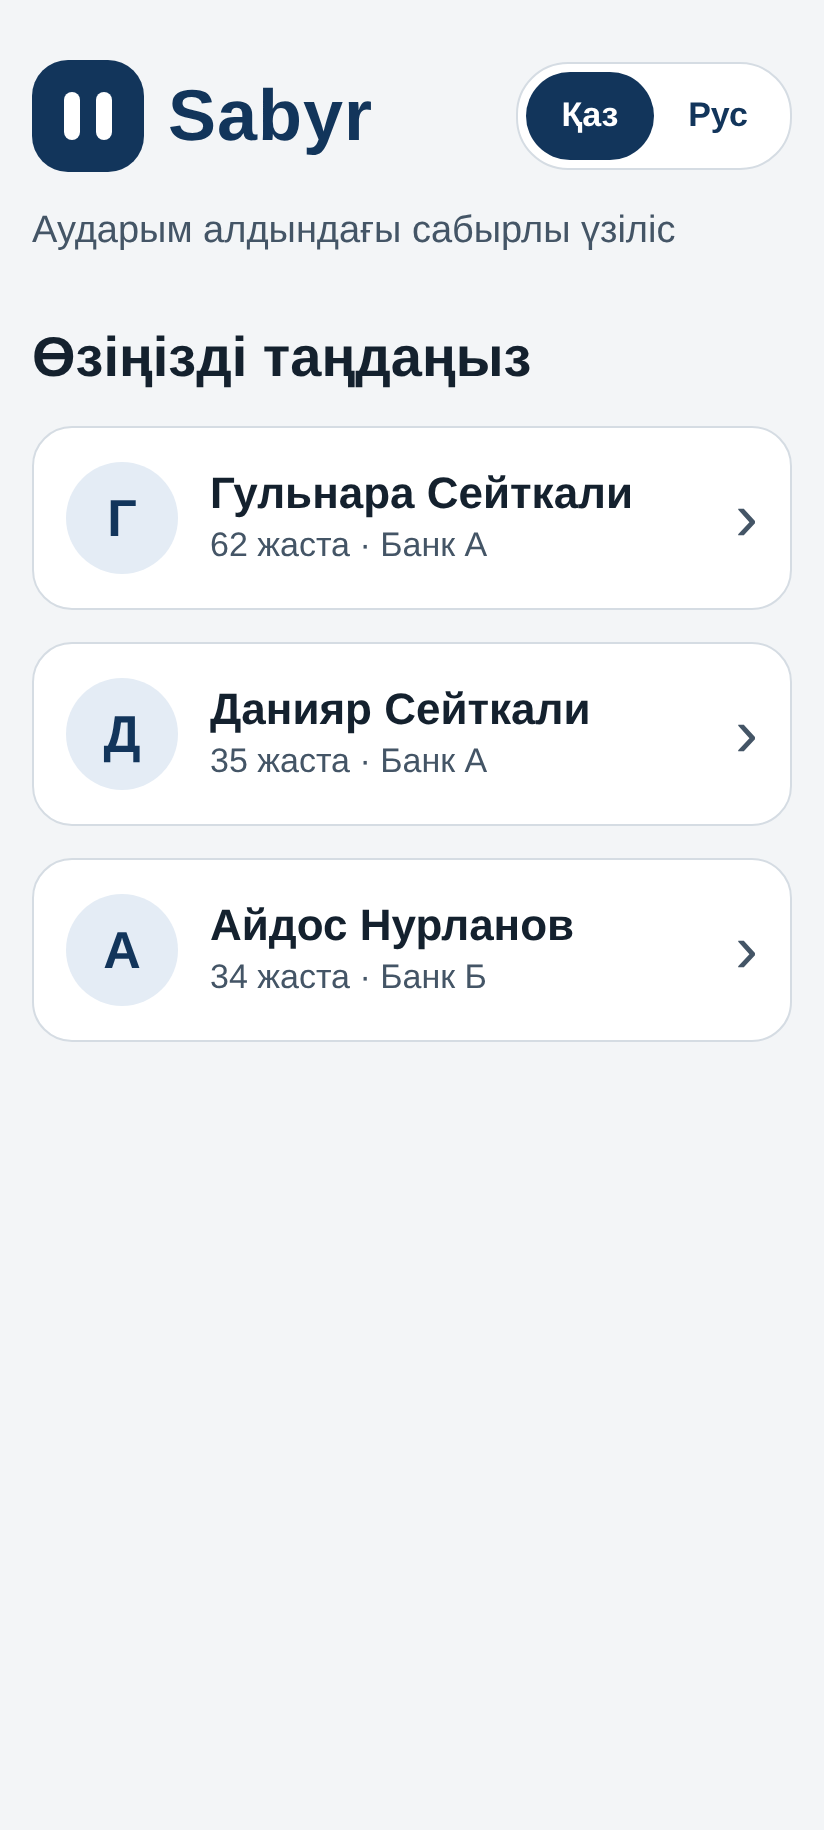 Sabyr
Қаз Рус
Аударым алдындағы сабырлы үзіліс
Өзіңізді таңдаңыз
Г
Гульнара Сейткали
62 жаста · Банк А
Д
Данияр Сейткали
35 жаста · Банк А
А
Айдос Нурланов
34 жаста · Банк Б